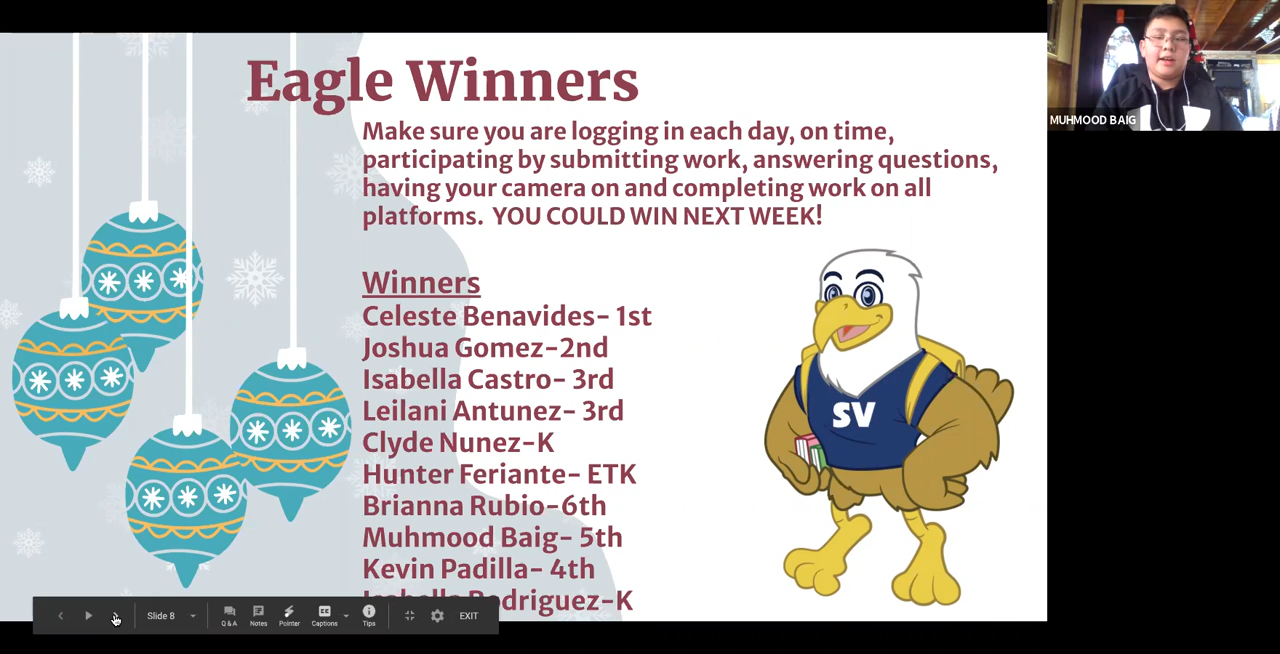 Eagle Winners
Make sure you are logging in each day, on time,
participating by submitting work, answering questions,
having your camera on and completing work on all
platforms. YOU COULD WIN NEXT WEEK!
Winners
Celeste Benavides- 1st
Joshua Gomez-2nd
Isabella Castro- 3rd
Leilani Antunez- 3rd
Clyde Nunez-K
Hunter Feriante- ETK
Brianna Rubio-6th
Muhmood Baig- 5th
Kevin Padilla- 4th
Isabella Rodriguez-K
SV
MUHMOOD BAIG
Slide 8
Q & A
Notes
Pointer
Captions
Tips
EXIT